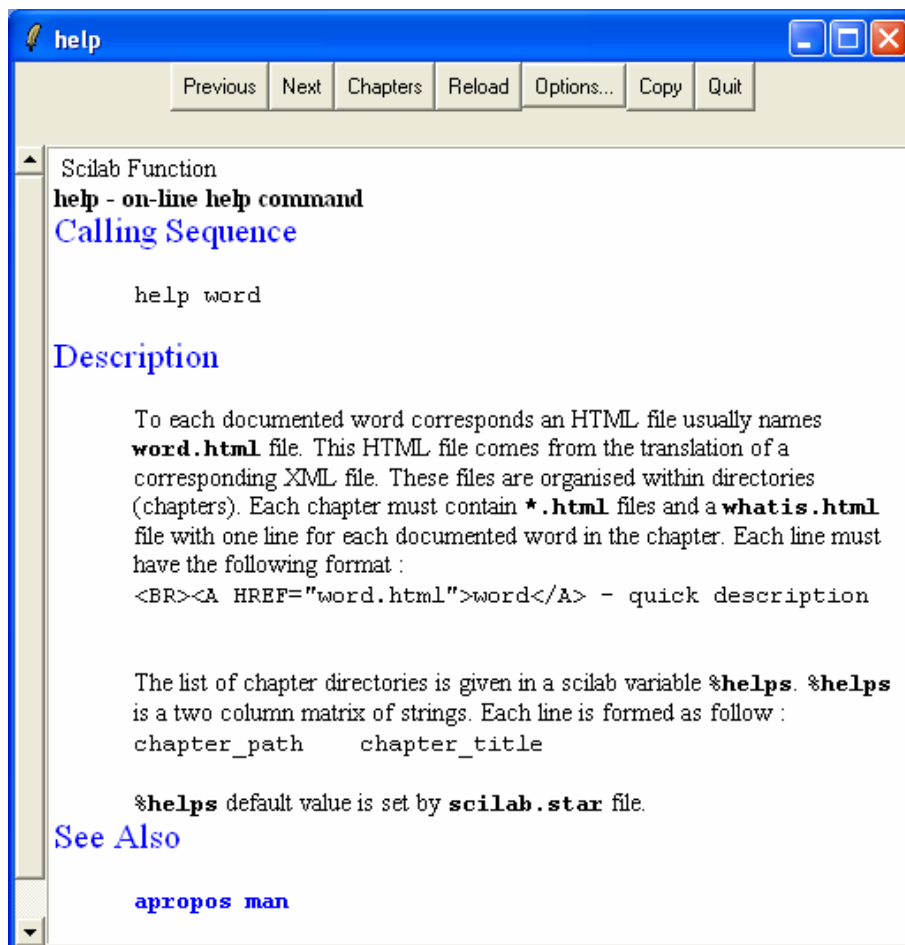 help
Previous Next Chapters Reload Options... Copy Quit
Scilab Function
help - on-line help command
Calling Sequence
help word
Description
To each documented word corresponds an HTML file usually names
word.html file. This HTML file comes from the translation of a
corresponding XML file. These files are organised within directories
(chapters). Each chapter must contain *.html files and a whatis.html
file with one line for each documented word in the chapter. Each line must
have the following format :
<BR><A HREF="word.html">word</A> - quick description
The list of chapter directories is given in a scilab variable %helps. %helps
is a two column matrix of strings. Each line is formed as follow :
chapter_path    chapter_title
%helps default value is set by scilab.star file.
See Also
apropos man